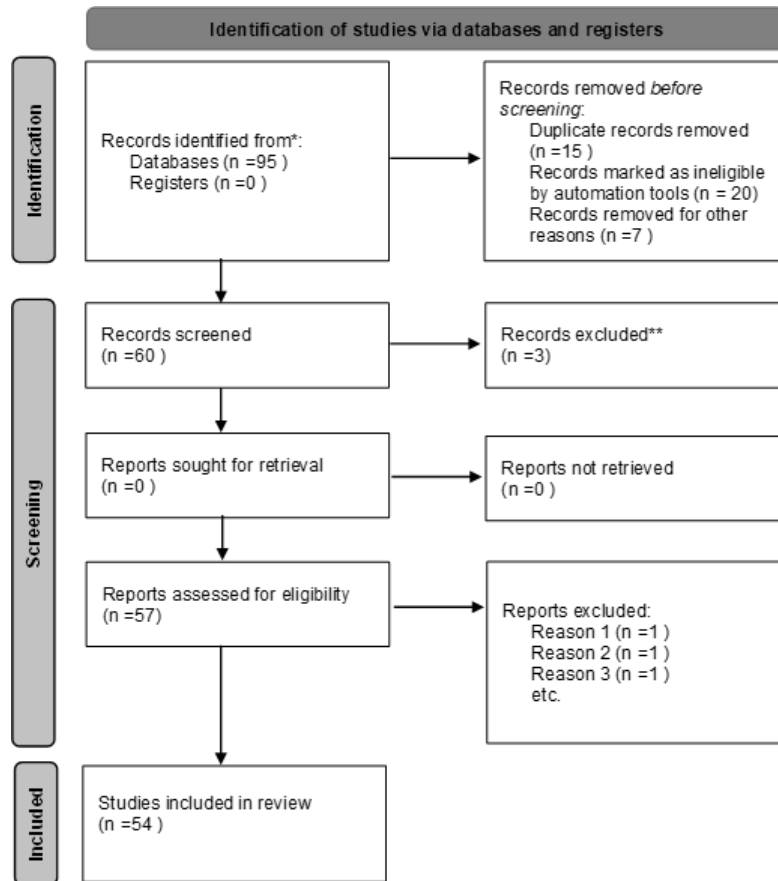 Identification of studies via databases and registers
Identification
Records identified from*:
Databases (n =95 )
Registers (n =0 )
Records removed before
screening:
Duplicate records removed
(n =15 )
Records marked as ineligible
by automation tools (n = 20)
Records removed for other
reasons (n =7 )
Screening
Records screened
(n =60 )
Records excluded**
(n =3)
Reports sought for retrieval
(n =0 )
Reports not retrieved
(n =0 )
Reports assessed for eligibility
(n =57)
Reports excluded:
Reason 1 (n =1 )
Reason 2 (n =1 )
Reason 3 (n =1 )
etc.
Included
Studies included in review
(n =54 )